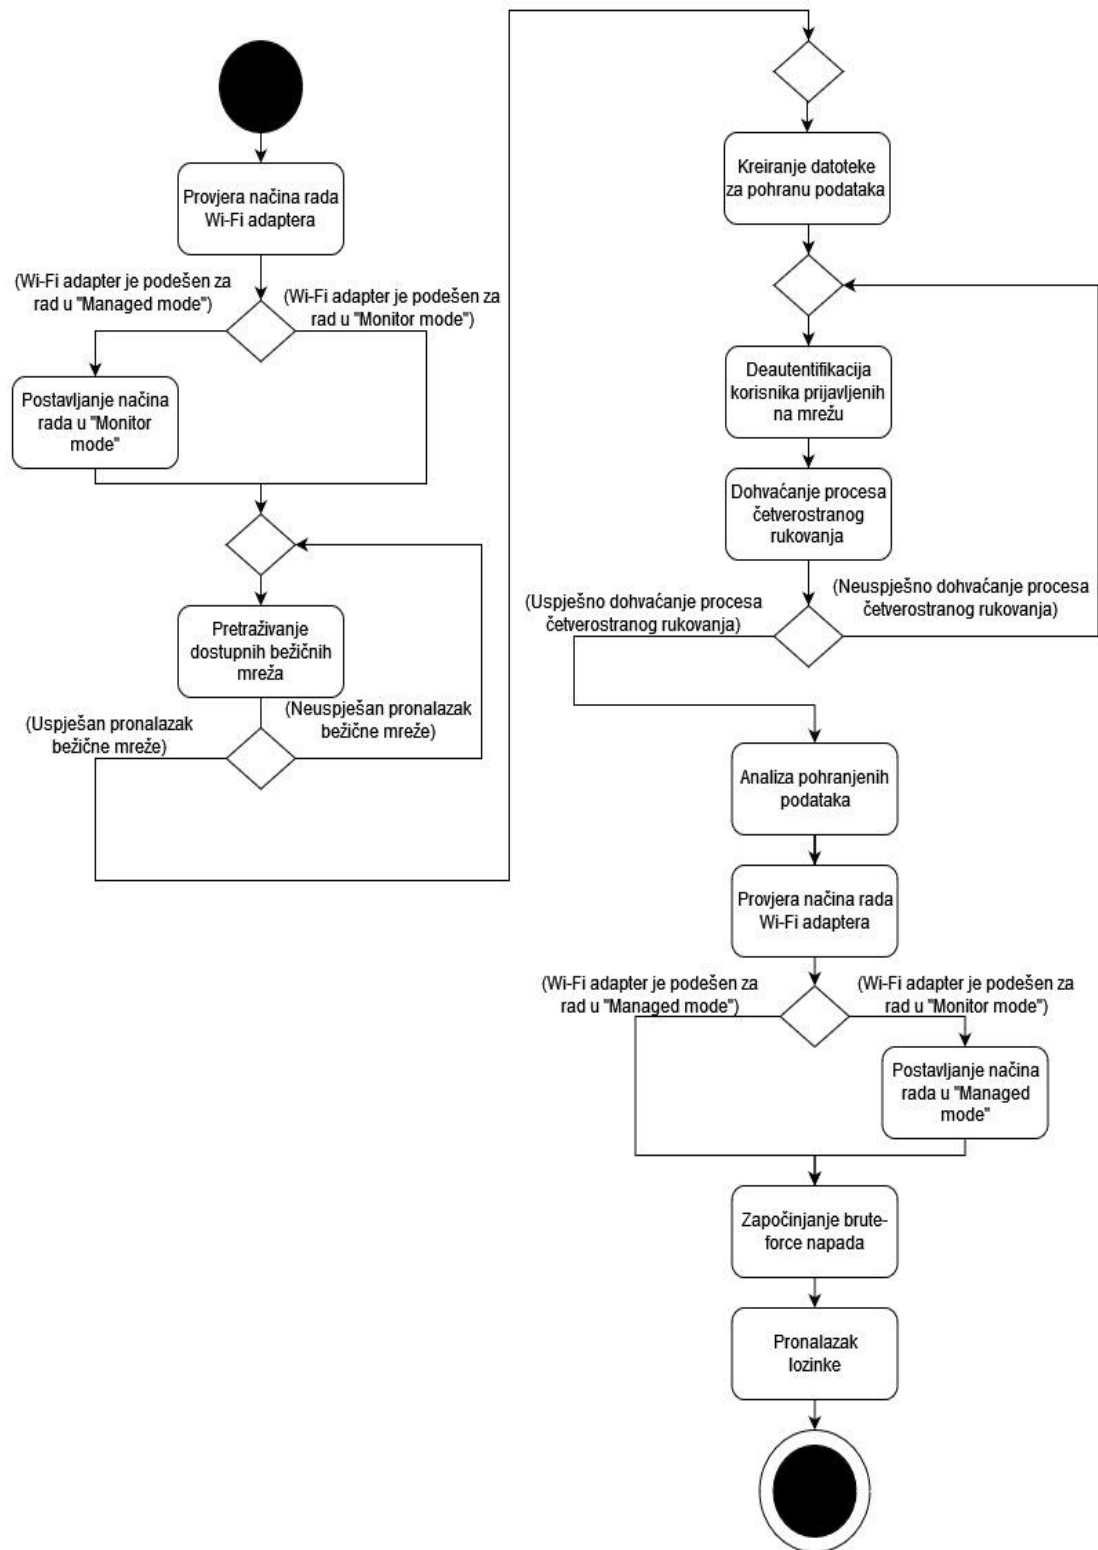 Provjera načina rada
Wi-Fi adaptera
(Wi-Fi adapter je podešen za
rad u "Managed mode")
(Wi-Fi adapter je podešen za
rad u "Monitor mode")
Postavljanje načina
rada u "Monitor
mode"
Pretraživanje
dostupnih bežičnih
mreža
(Uspješan pronalazak
bežične mreže)
(Neuspješan pronalazak
bežične mreže)
Kreiranje datoteke
za pohranu podataka
Deautentifikacija
korisnika prijavljenih
na mrežu
Dohvaćanje procesa
četverostranog
rukovanja
(Uspješno dohvaćanje procesa
četverostranog rukovanja)
(Neuspješno dohvaćanje procesa
četverostranog rukovanja)
Analiza pohranjenih
podataka
Provjera načina rada
Wi-Fi adaptera
(Wi-Fi adapter je podešen za
rad u "Managed mode")
(Wi-Fi adapter je podešen za
rad u "Monitor mode")
Postavljanje načina
rada u "Managed
mode"
Započinjanje brute-
force napada
Pronalazak
lozinke